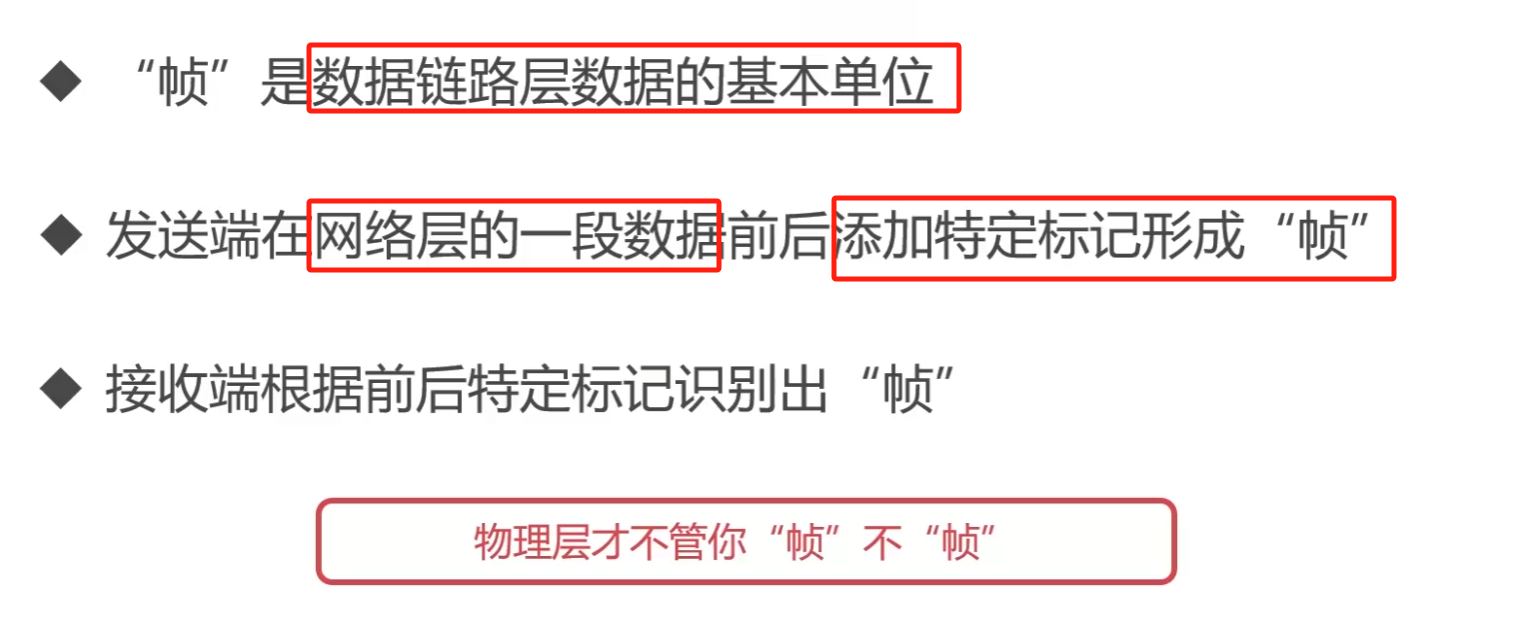 ◆ “帧”是数据链路层数据的基本单位
◆ 发送端在网络层的一段数据前后添加特定标记形成“帧”
◆ 接收端根据前后特定标记识别出“帧”
物理层才不管你“帧”不“帧”